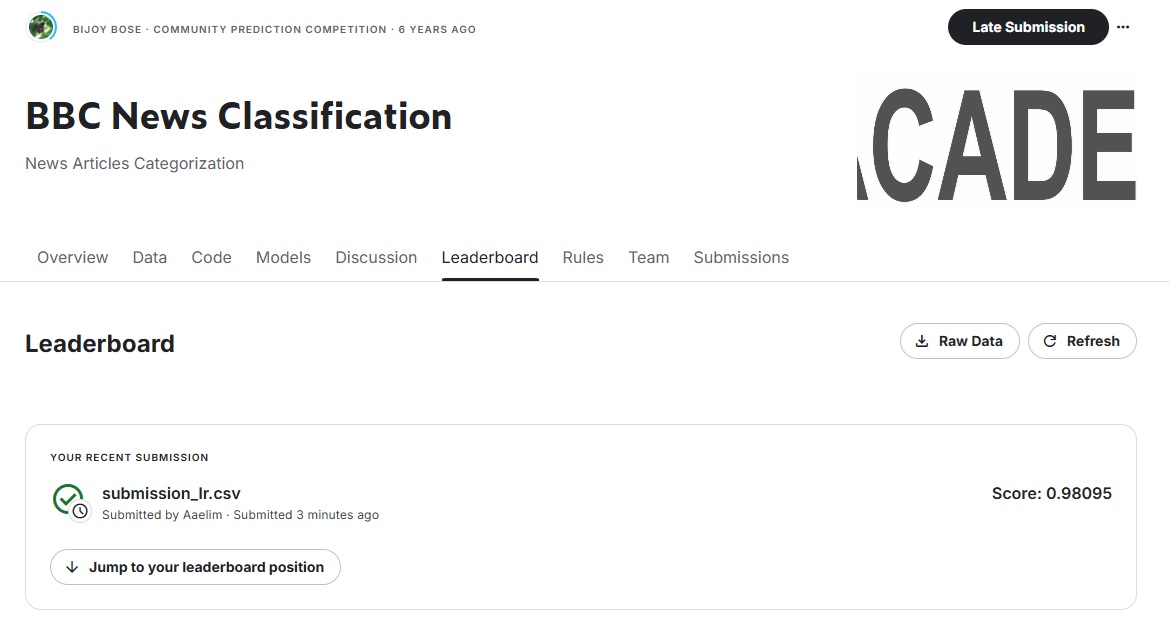 BIJOY BOSE · COMMUNITY PREDICTION COMPETITION · 6 YEARS AGO
Late Submission
BBC News Classification
News Articles Categorization
CADE
Overview Data Code Models Discussion Leaderboard Rules Team Submissions
Leaderboard
Raw Data
Refresh
YOUR RECENT SUBMISSION
submission_lr.csv
Score: 0.98095
Submitted by Aaelim · Submitted 3 minutes ago
Jump to your leaderboard position